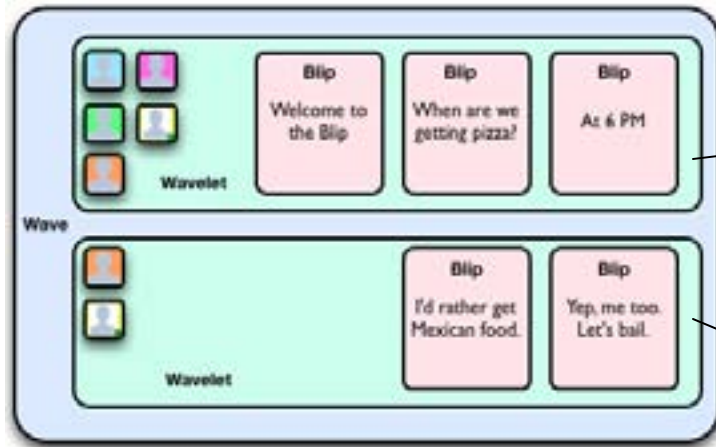 Blip
Welcome to
the Blip
Blip
When are we
getting pizza?
Blip
At 6 PM
Wavelet
Wave
Blip
I'd rather get
Mexican food.
Blip
Yep, me too.
Let's bail.
Wavelet